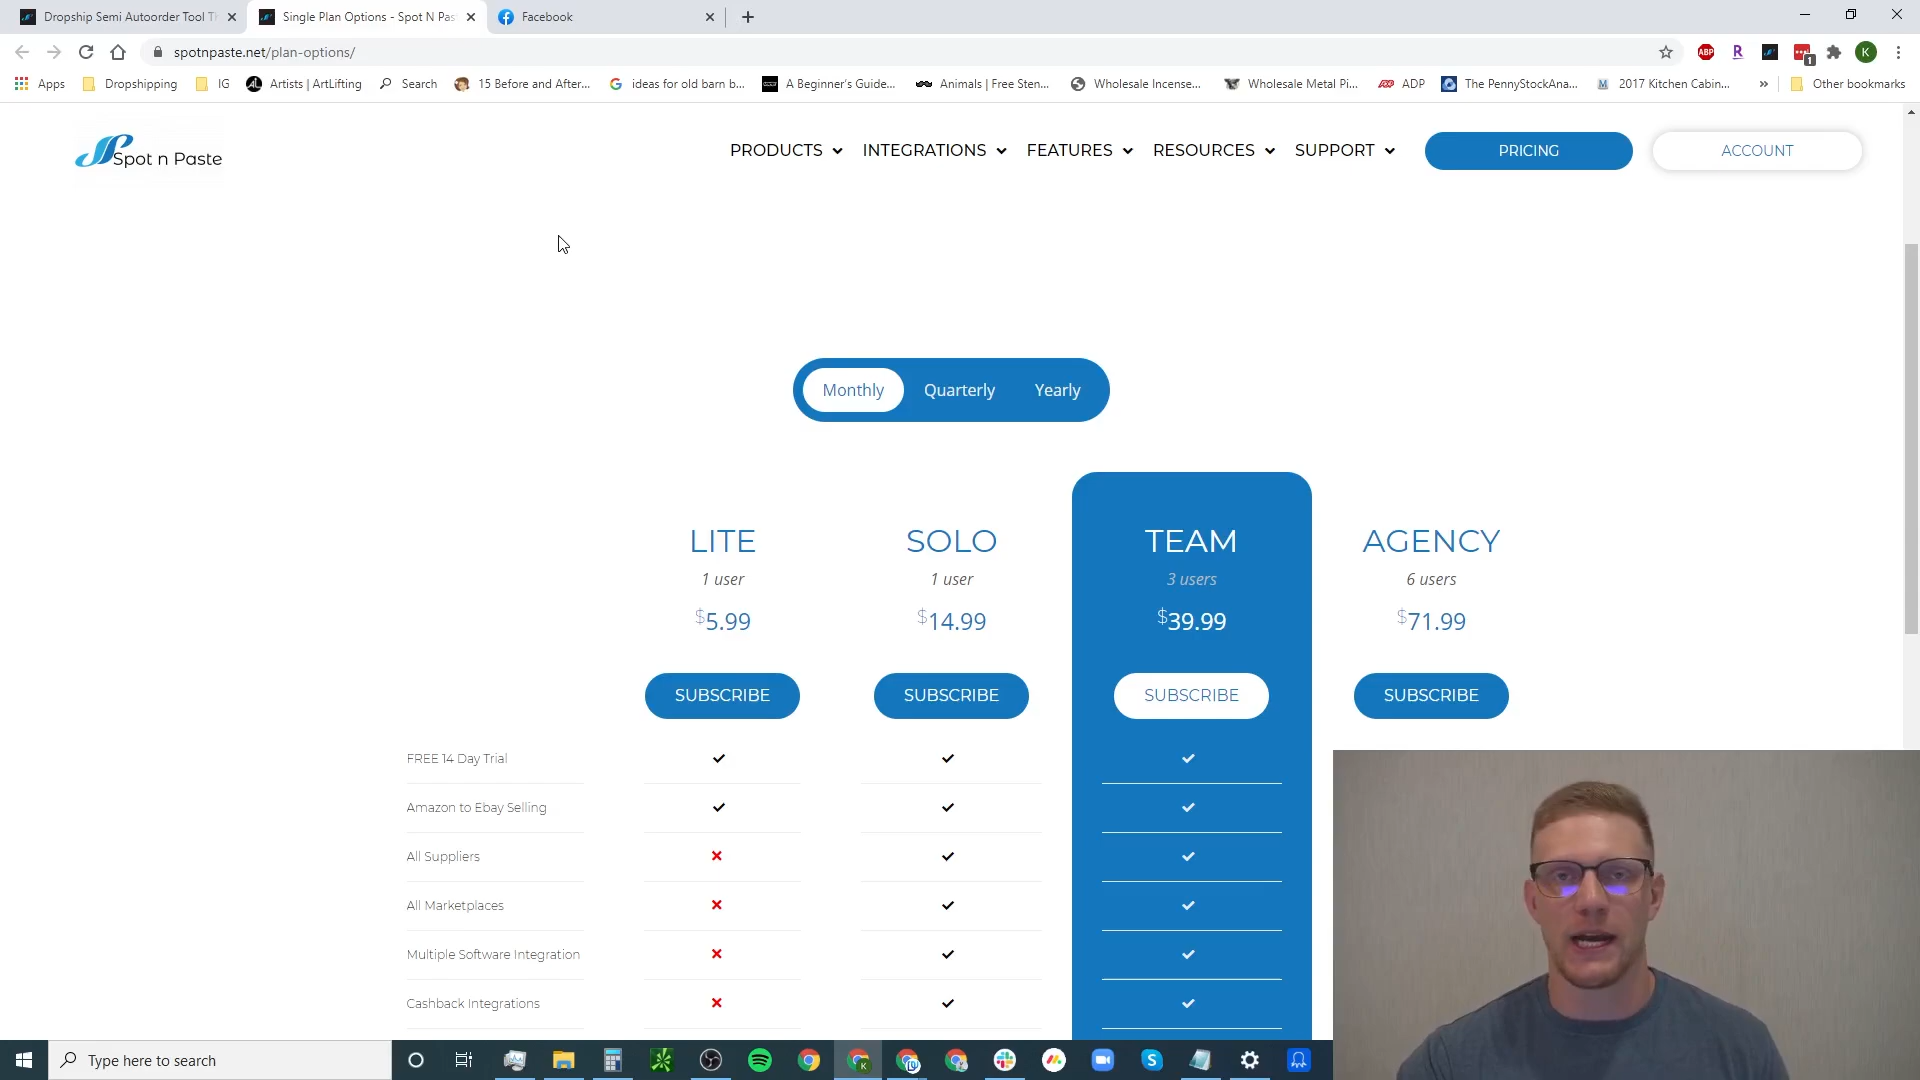 Dropship Semi Autoorder Tool Th
Single Plan Options - Spot N Pas
Facebook
spotnpaste.net/plan-options/
ABP
R
1
K
Apps
Dropshipping
IG
Artists | ArtLifting
Search
15 Before and After...
ideas for old barn b...
A Beginner's Guide...
Animals | Free Sten...
Wholesale Incense...
Wholesale Metal Pi...
ADP
The PennyStockAna...
2017 Kitchen Cabin...
»
Other bookmarks
Spot n Paste
PRODUCTS
INTEGRATIONS
FEATURES
RESOURCES
SUPPORT
PRICING
ACCOUNT
Monthly
Quarterly
Yearly
LITE
SOLO
TEAM
AGENCY
1 user
1 user
3 users
6 users
$5.99
$14.99
$39.99
$71.99
SUBSCRIBE
SUBSCRIBE
SUBSCRIBE
SUBSCRIBE
FREE 14 Day Trial
Amazon to Ebay Selling
All Suppliers
All Marketplaces
Multiple Software Integration
Cashback Integrations
Type here to search